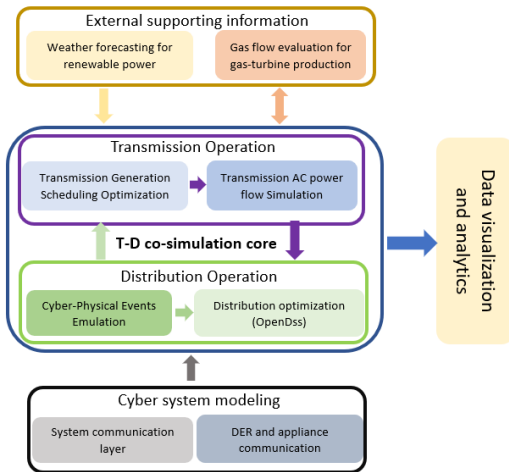 External supporting information
Weather forecasting for
renewable power
Gas flow evaluation for
gas-turbine production
Transmission Operation
Transmission Generation
Scheduling Optimization
Transmission AC power
flow Simulation
T-D co-simulation core
Distribution Operation
Cyber-Physical Events
Emulation
Distribution optimization
(OpenDss)
Cyber system modeling
System communication
layer
DER and appliance
communication
Data visualization
and analytics